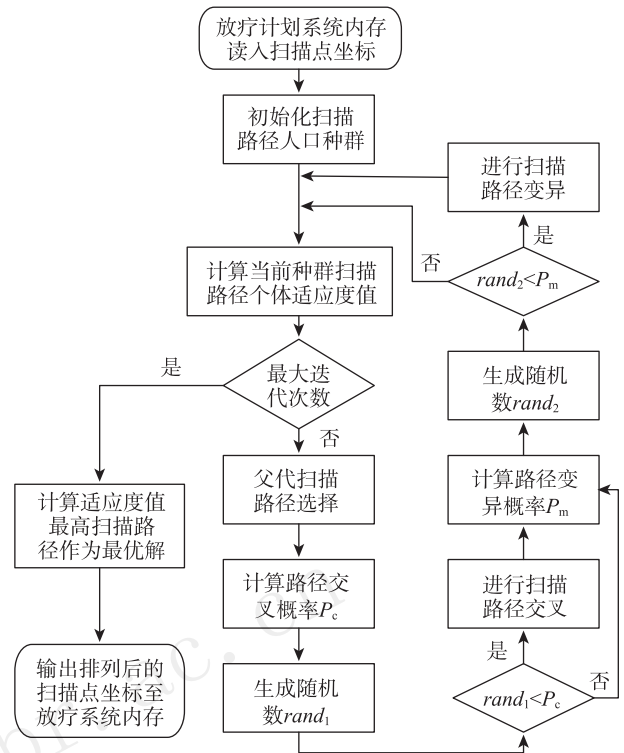 放疗计划系统内存
读入扫描点坐标
初始化扫描
路径人口种群
计算当前种群扫描
路径个体适应度值
最大迭
代次数
是
否
计算适应度值
最高扫描路
径作为最优解
输出排列后的
扫描点坐标至
放疗系统内存
父代扫描
路径选择
计算路径交
叉概率Pc
生成随机
数rand1
rand1<Pc
是
否
进行扫描
路径交叉
计算路径变
异概率Pm
生成随机
数rand2
rand2<Pm
否
是
进行扫描
路径变异